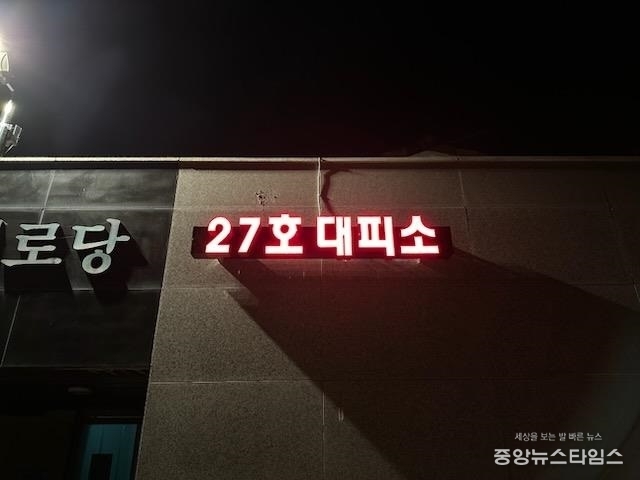 27호 대피소
로당
세상을 보는 발 빠른 뉴스
중앙뉴스타임스